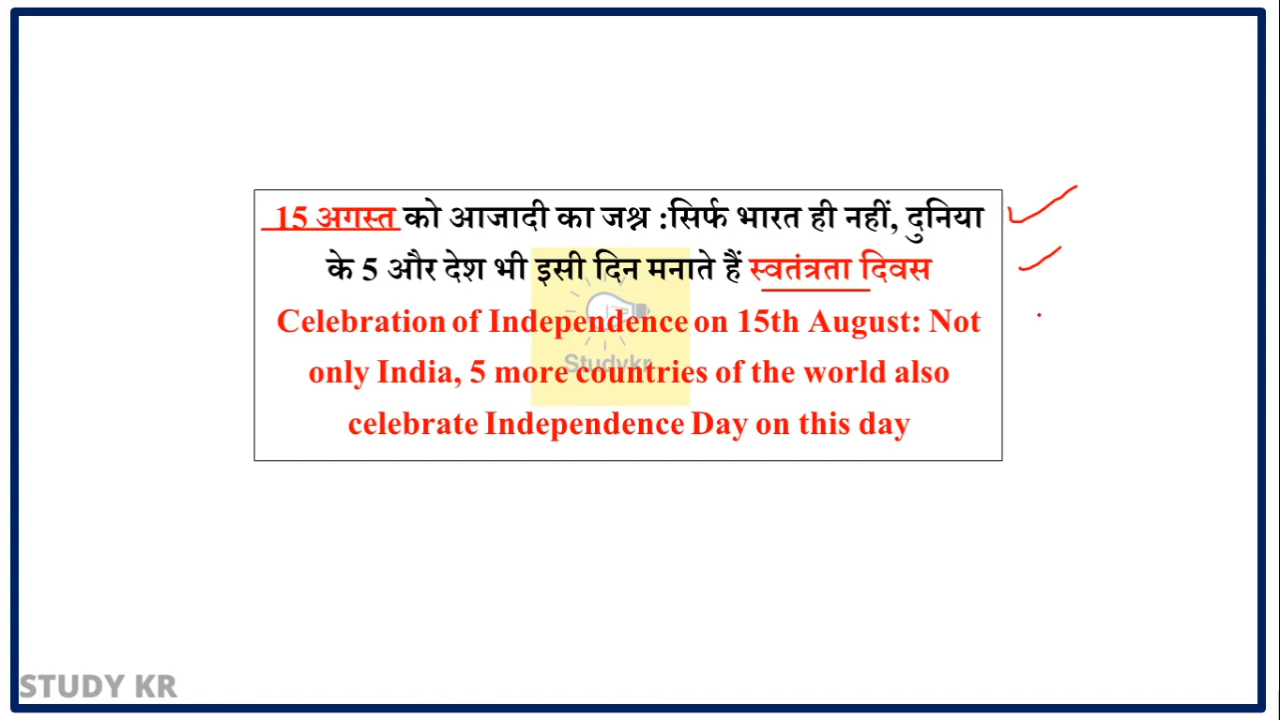 15 अगस्त को आजादी का जश्न :सिर्फ भारत ही नहीं, दुनिया
के 5 और देश भी इसी दिन मनाते हैं स्वतंत्रता दिवस
Celebration of Independence on 15th August: Not
only India, 5 more countries of the world also
celebrate Independence Day on this day
Studykr
STUDY KR